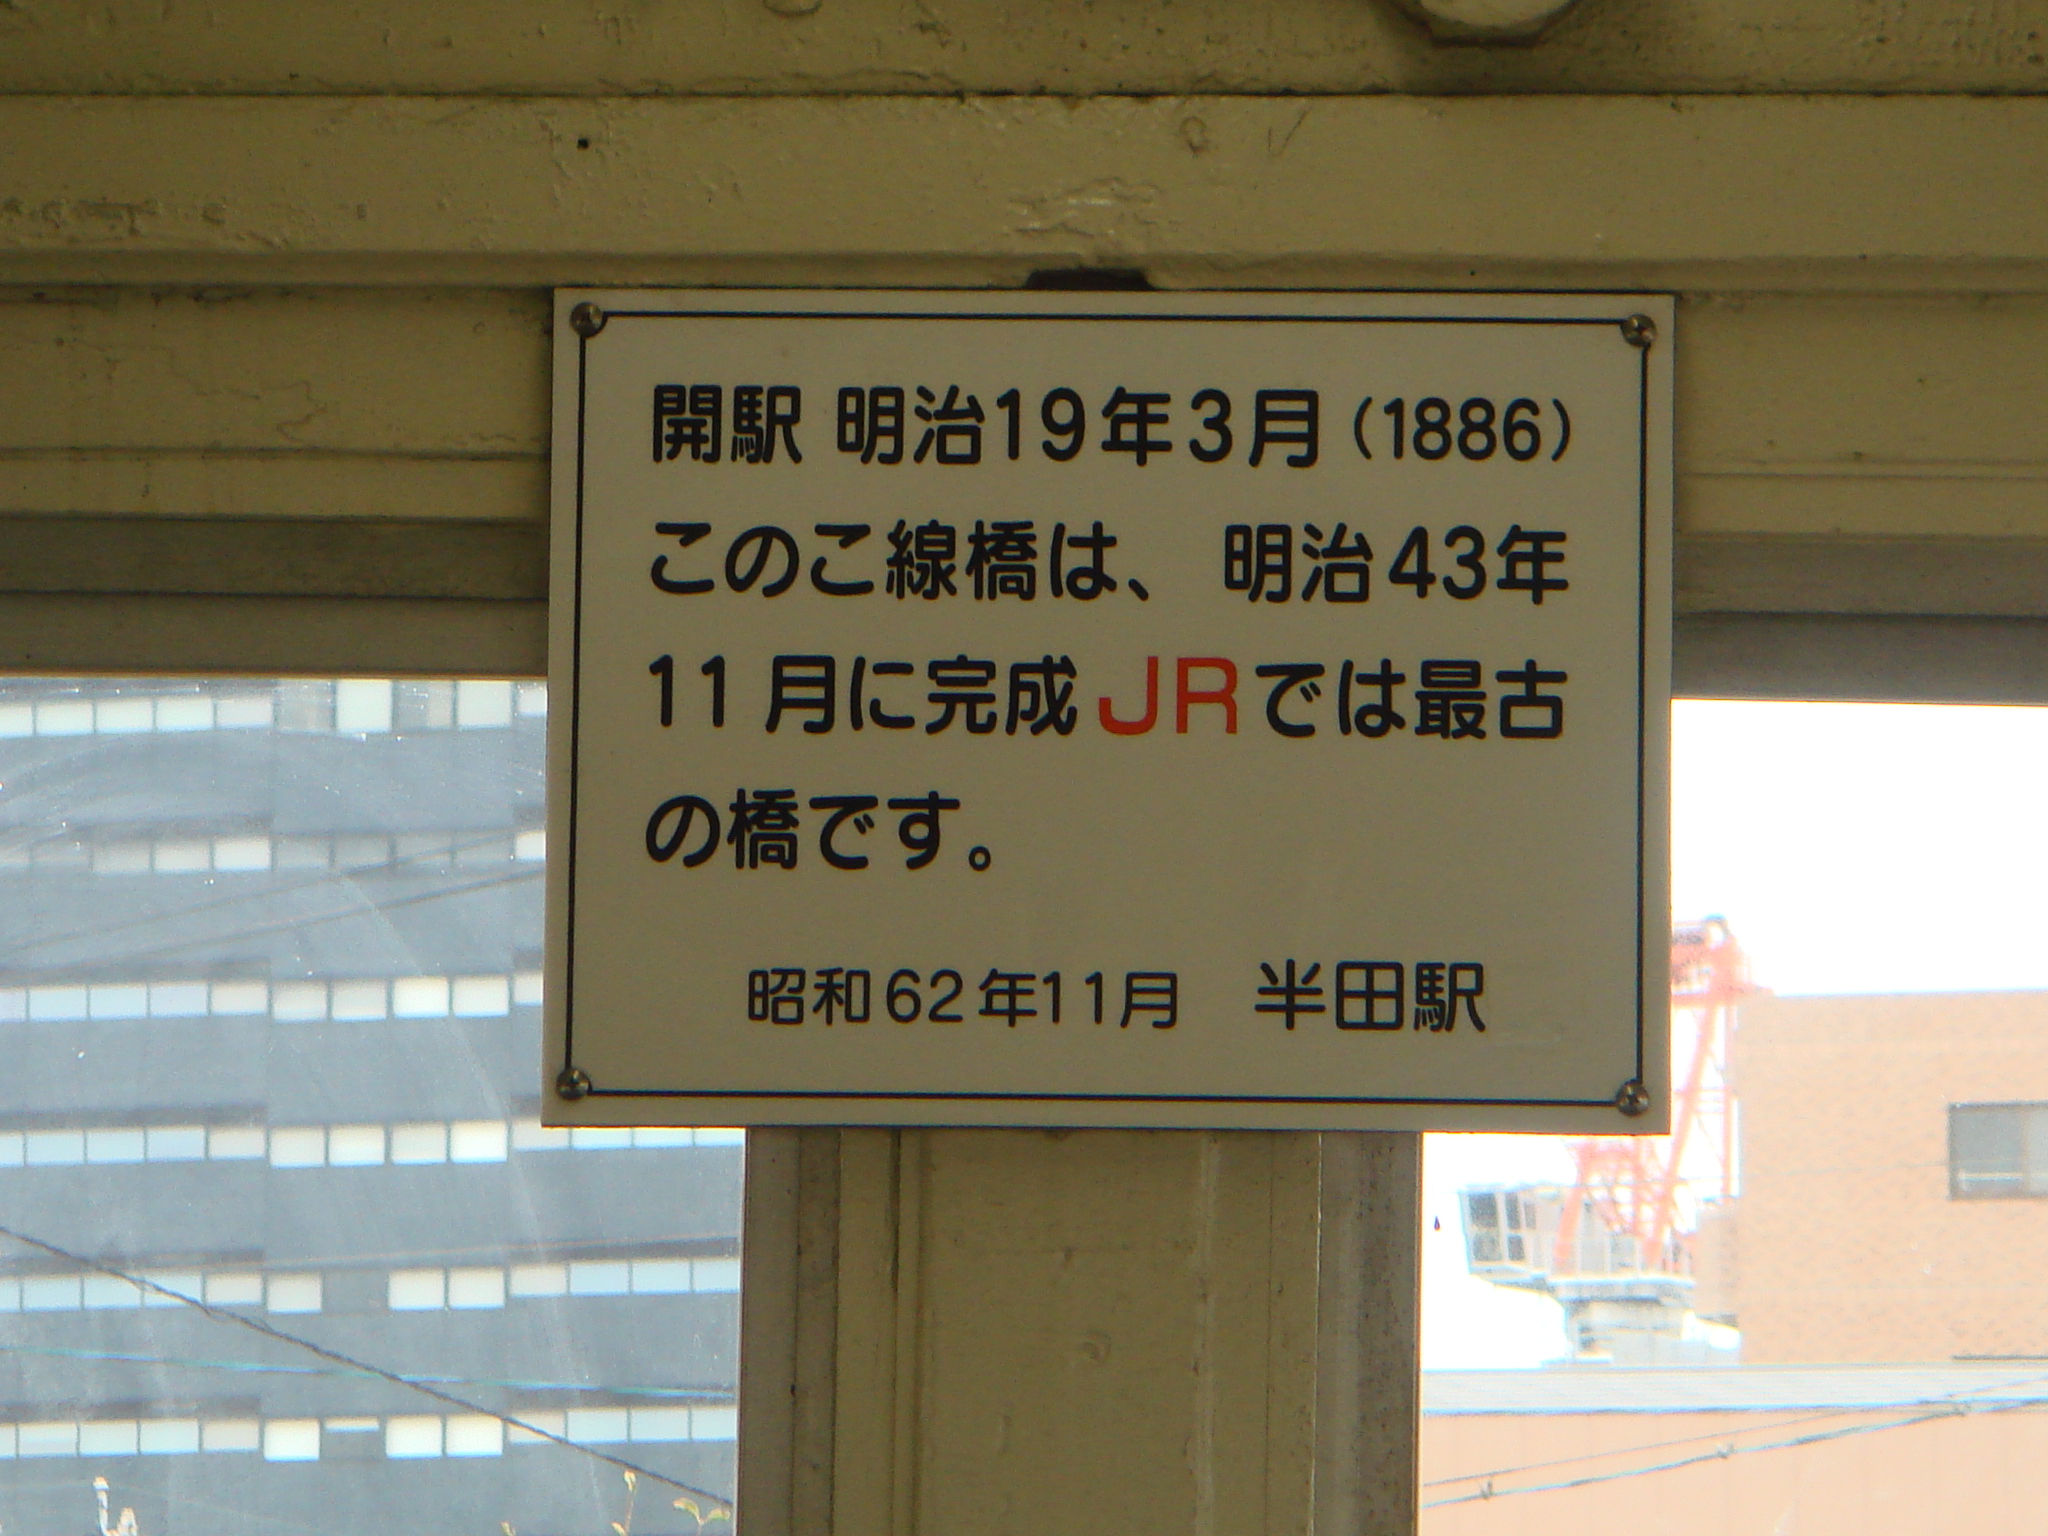 開駅 明治19年3月（1886）
このこ線橋は、明治43年
11月に完成JRでは最古
の橋です。
昭和62年11月 半田駅